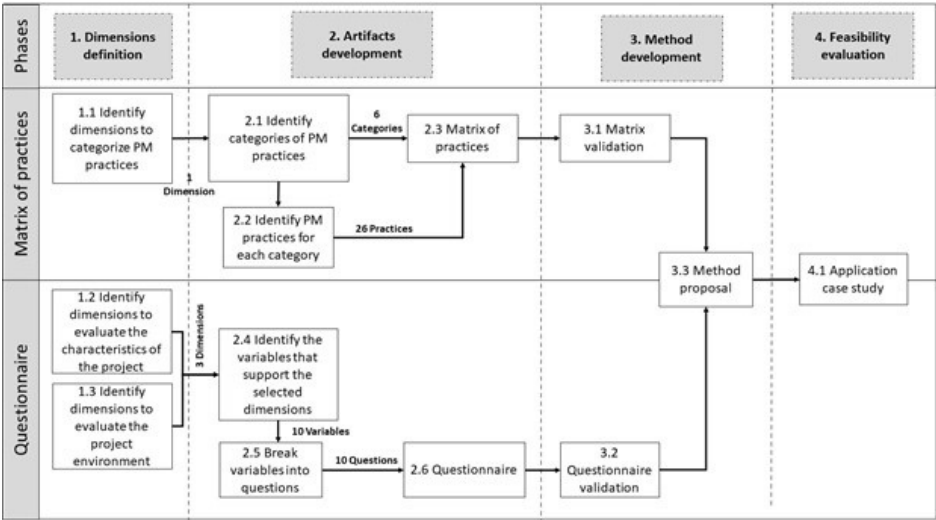 Phases
1. Dimensions
definition
2. Artifacts
development
3. Method
development
4. Feasibility
evaluation
Matrix of practices
1.1 Identify
dimensions to
categorize PM
practices
1
Dimension
2.1 Identify
categories of PM
practices
6
Categories
2.3 Matrix of
practices
3.1 Matrix
validation
2.2 Identify PM
practices for
each category
26 Practices
3.3 Method
proposal
4.1 Application
case study
Questionnaire
1.2 Identify
dimensions to
evaluate the
characteristics of
the project
1.3 Identify
dimensions to
evaluate the
project
environment
3 Dimensions
2.4 Identify the
variables that
support the
selected
dimensions
10 Variables
2.5 Break
variables into
questions
10 Questions
2.6 Questionnaire
3.2
Questionnaire
validation